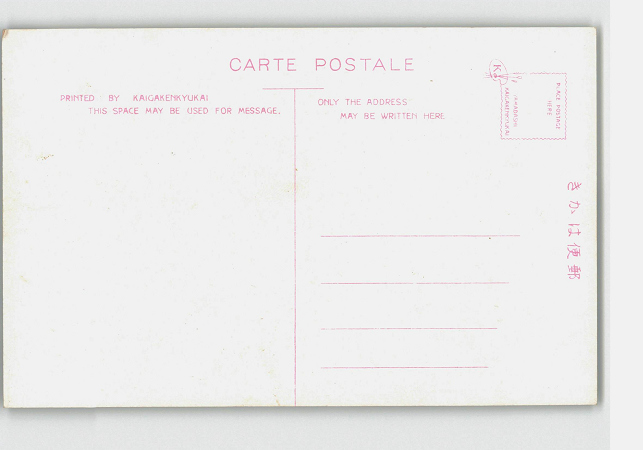 CARTE POSTALE
PRINTED BY KAIGAKENKYUKAI
THIS SPACE MAY BE USED FOR MESSAGE.
ONLY THE ADDRESS
MAY BE WRITTEN HERE
PLACE POSTAGE
HERE
KAIGAKENKYUKAI
きかは便郵